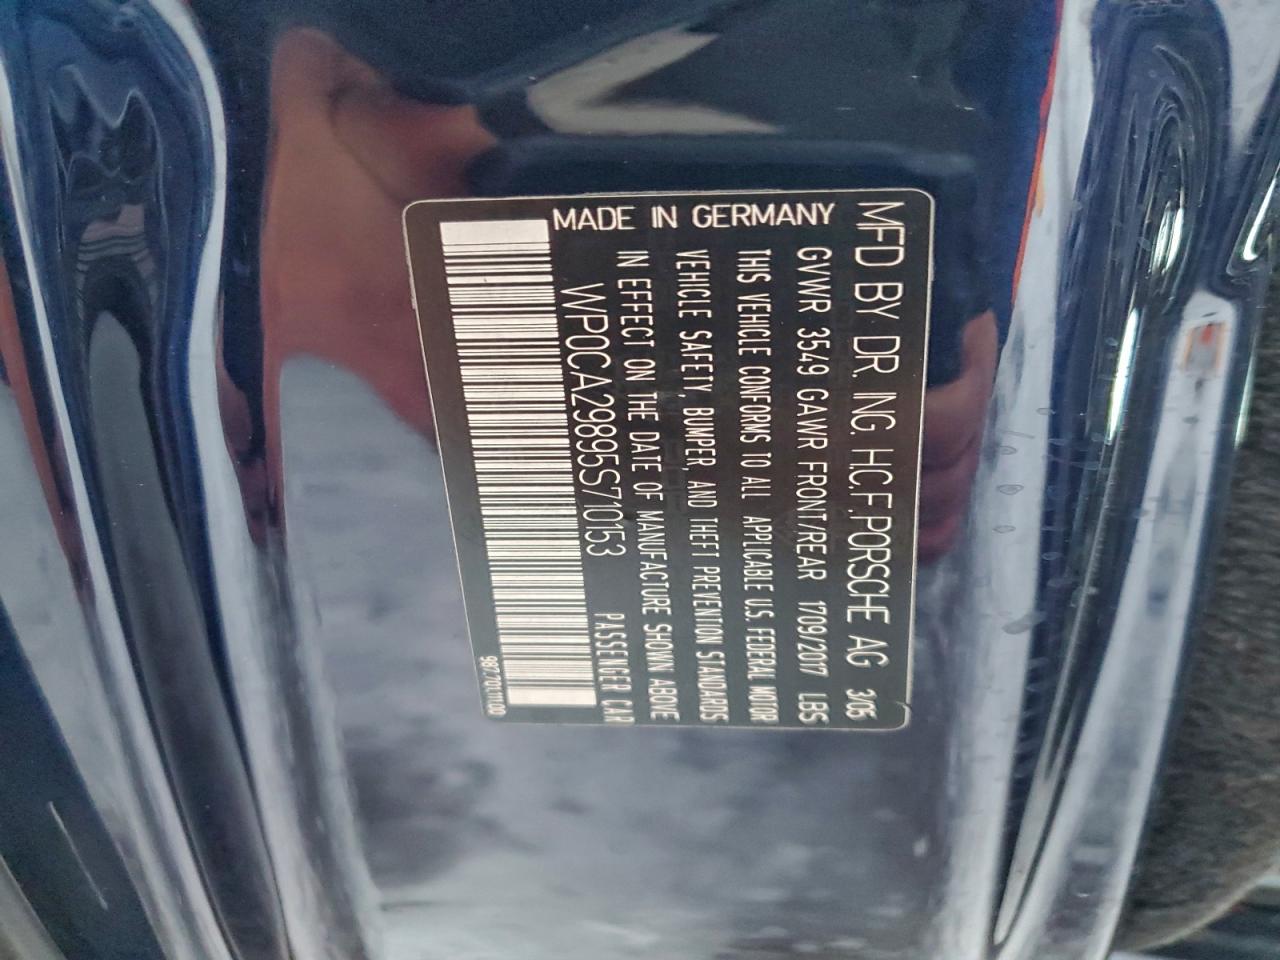 MFD BY DR. ING. H.C.F.PORSCHE AG 3/05
GVWR 3549 GAWR FRONT/REAR 1709/2017 LBS
THIS VEHICLE CONFORMS TO ALL APPLICABLE U.S. FEDERAL MOTOR
VEHICLE SAFETY, BUMPER AND THEFT PREVENTION STANDARDS
IN EFFECT ON THE DATE OF MANUFACTURE SHOWN ABOVE
MADE IN GERMANY
WP0CA29895S710153 PASSENGER CAR